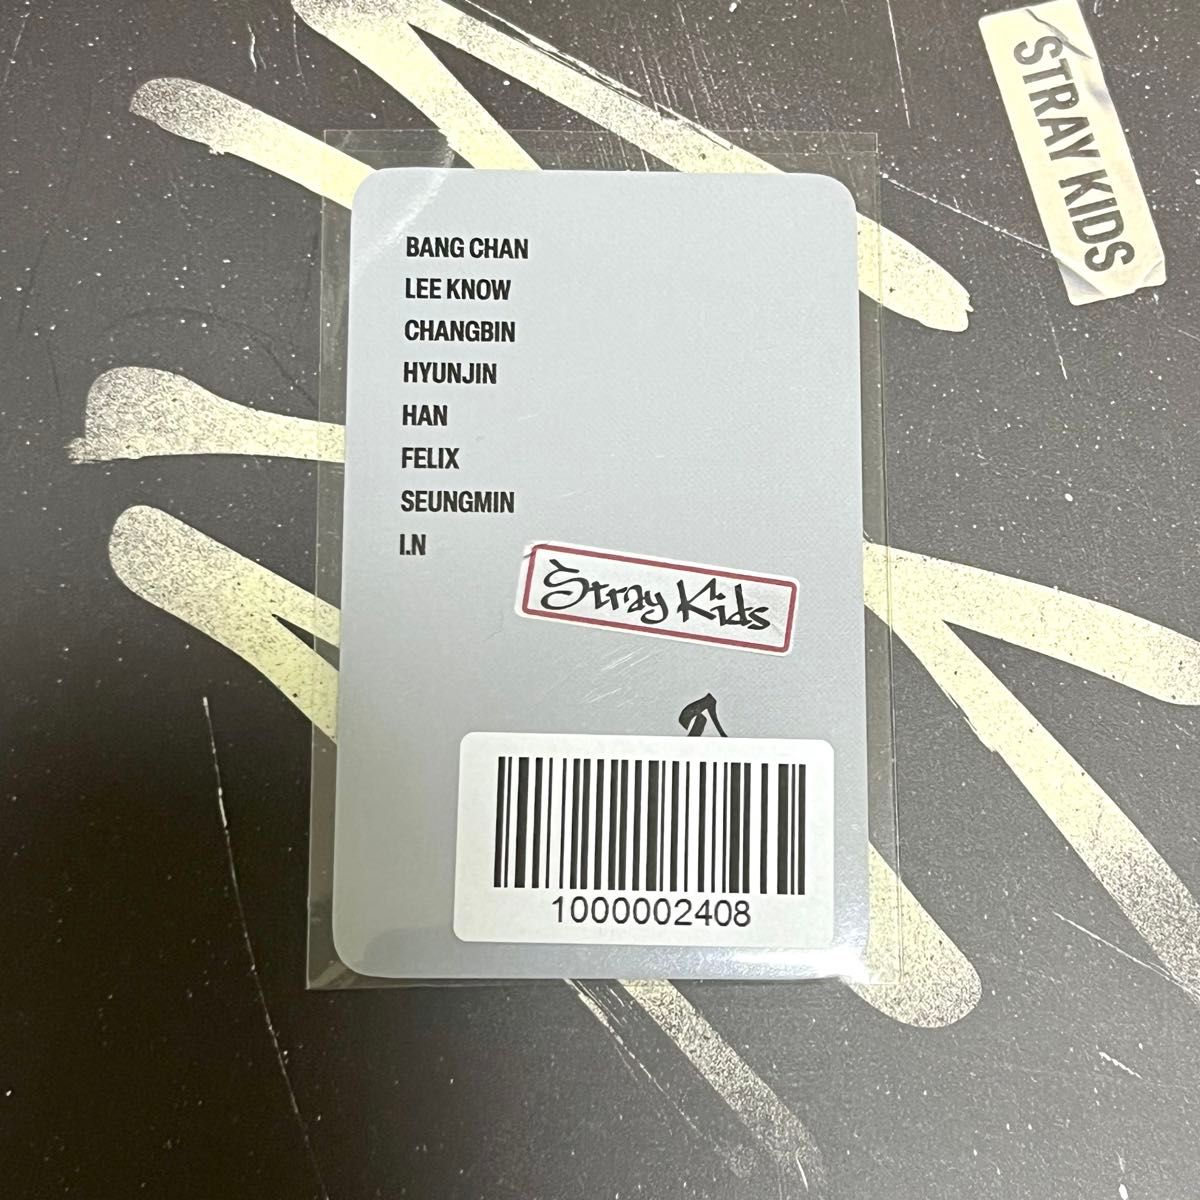 STRAY KIDS
BANG CHAN
LEE KNOW
CHANGBIN
HYUNJIN
HAN
FELIX
SEUNGMIN
I.N
Stray Kids
1000002408